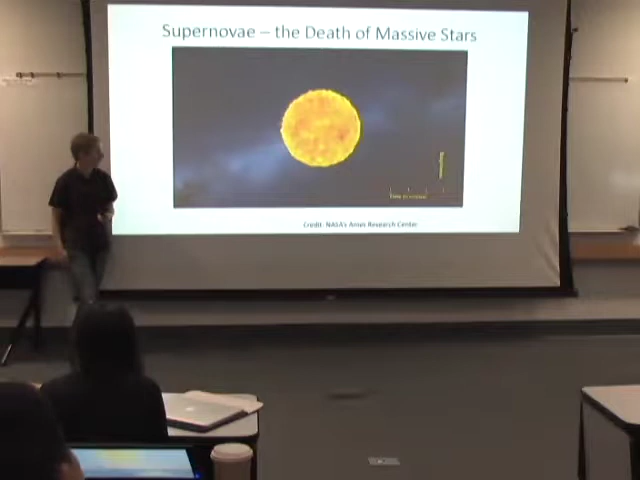 Supernovae – the Death of Massive Stars
Credit: NASA's Ames Research Center